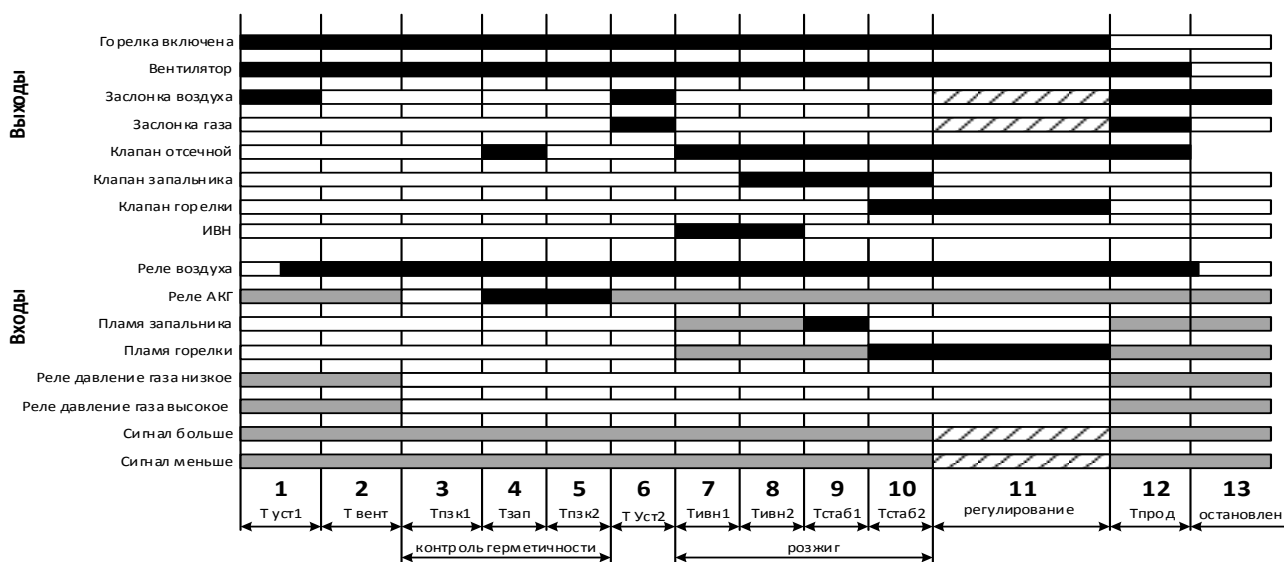 Выходы
Горелка включена
Вентилятор
Заслонка воздуха
Заслонка газа
Клапан отсечной
Клапан запальника
Клапан горелки
ИВН
Входы
Реле воздуха
Реле АКГ
Пламя запальника
Пламя горелки
Реле давление газа низкое
Реле давление газа высокое
Сигнал больше
Сигнал меньше
1 2 3 4 5 6 7 8 9 10 11 12 13
Т уст1 Т вент Тпзк1 Тзап Тпзк2 Т Уст2 Тивн1 Тивн2 Тстаб1 Тстаб2 регулирование Тпрод остановлен
контроль герметичности розжиг